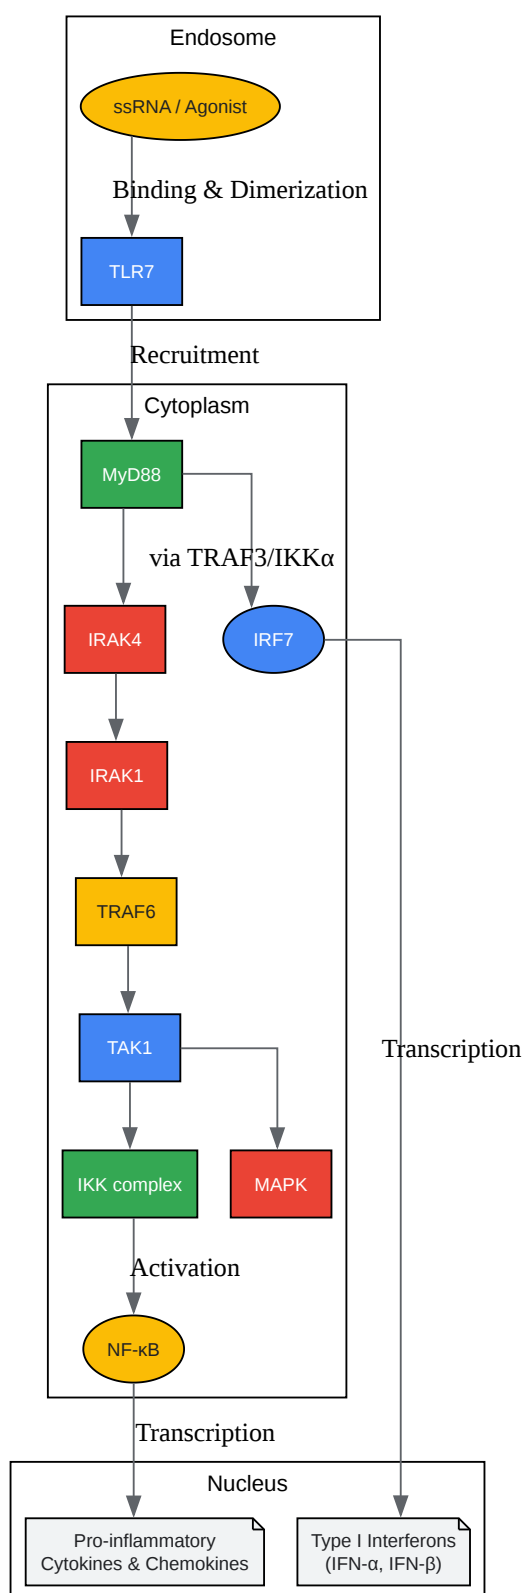 Endosome
ssRNA / Agonist
Binding & Dimerization
TLR7
Recruitment
Cytoplasm
MyD88
via TRAF3/IKKα
IRAK4
IRF7
IRAK1
TRAF6
TAK1
Transcription
IKK complex
MAPK
Activation
NF-κB
Transcription
Nucleus
Pro-inflammatory
Cytokines & Chemokines
Type I Interferons
(IFN-α, IFN-β)